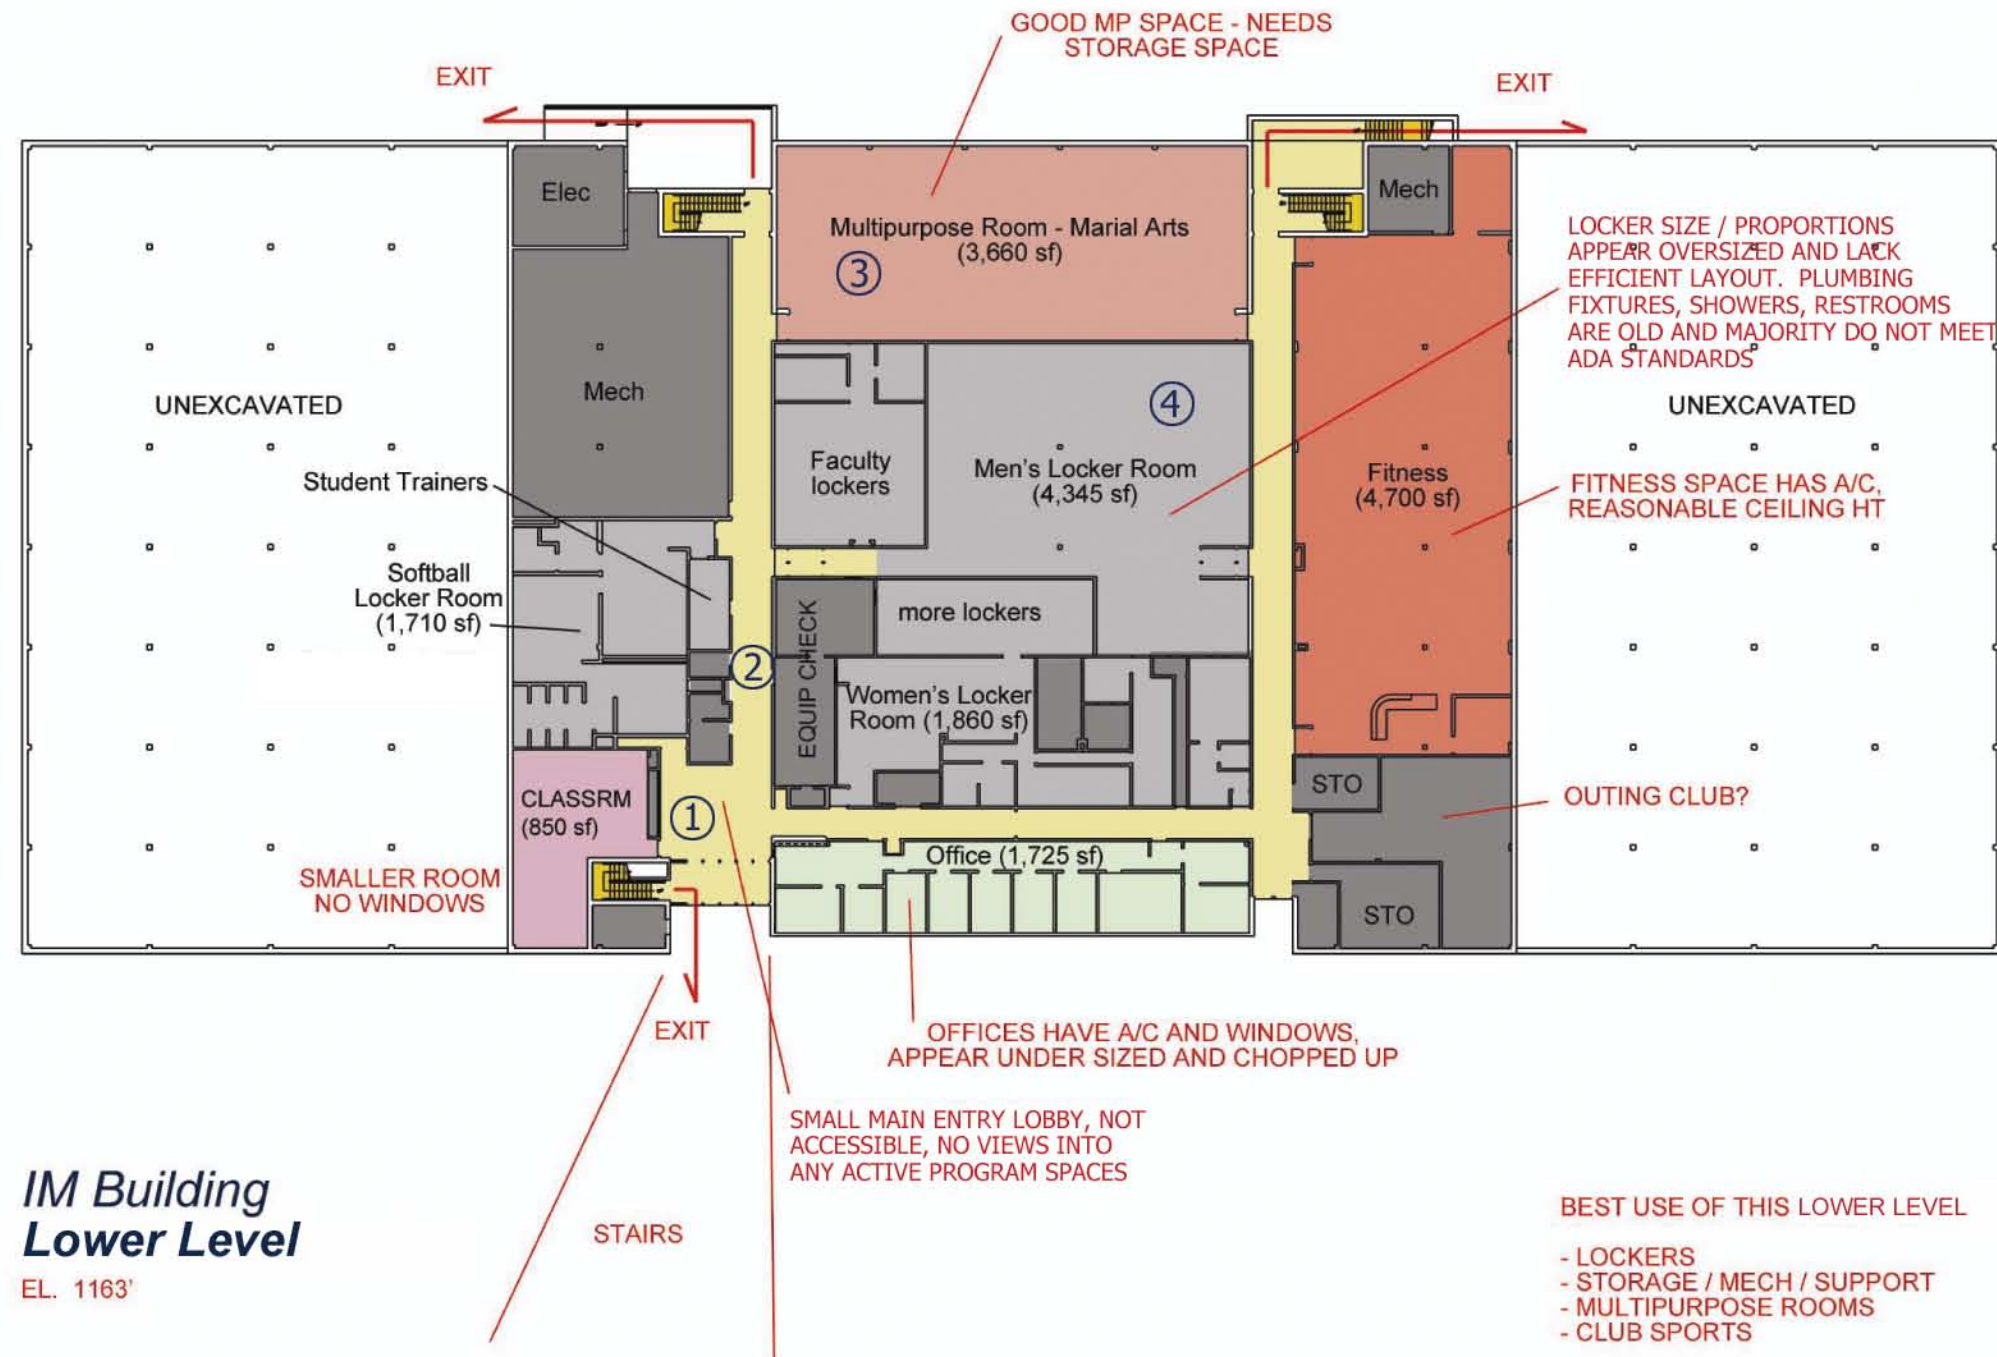 GOOD MP SPACE - NEEDS
STORAGE SPACE
EXIT
EXIT
Elec
Mech
Multipurpose Room - Marial Arts
(3,660 sf)
3
LOCKER SIZE / PROPORTIONS
APPEAR OVERSIZED AND LACK
EFFICIENT LAYOUT. PLUMBING
FIXTURES, SHOWERS, RESTROOMS
ARE OLD AND MAJORITY DO NOT MEET
ADA STANDARDS
UNEXCAVATED
Mech
4
UNEXCAVATED
Student Trainers
Faculty
lockers
Men's Locker Room
(4,345 sf)
Fitness
(4,700 sf)
FITNESS SPACE HAS A/C,
REASONABLE CEILING HT
Softball
Locker Room
(1,710 sf)
more lockers
EQUIP CHECK
2
Women's Locker
Room (1,860 sf)
CLASSRM
(850 sf)
1
STO
OUTING CLUB?
SMALLER ROOM
NO WINDOWS
Office (1,725 sf)
STO
EXIT
OFFICES HAVE A/C AND WINDOWS,
APPEAR UNDER SIZED AND CHOPPED UP
SMALL MAIN ENTRY LOBBY, NOT
ACCESSIBLE, NO VIEWS INTO
ANY ACTIVE PROGRAM SPACES
STAIRS
IM Building
Lower Level
EL. 1163'
BEST USE OF THIS LOWER LEVEL
- LOCKERS
- STORAGE / MECH / SUPPORT
- MULTIPURPOSE ROOMS
- CLUB SPORTS